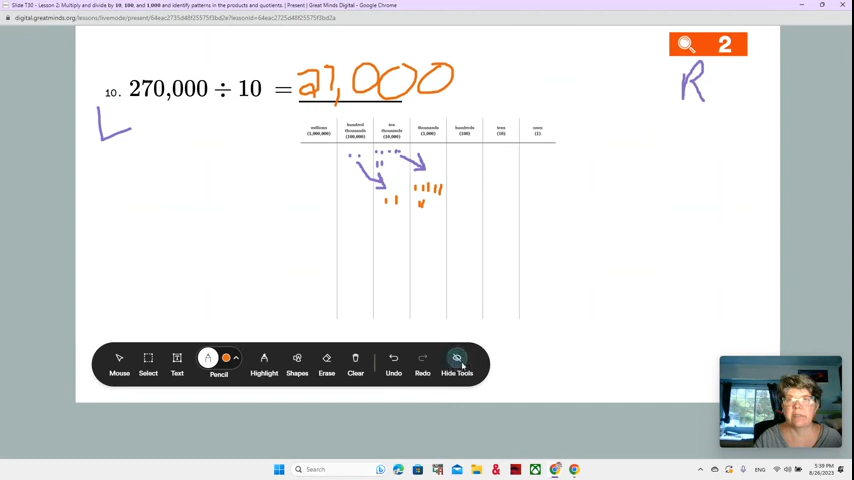 Slide T30 - Lesson 2: Multiply and divide by 10, 100, and 1,000 and identify patterns in the products and quotients. | Present | Great Minds Digital - Google Chrome
digital.greatminds.org/lessons/livemode/present/64eac2735d48f25715f3bd2e?lessonId=64eac2725d48f25715f3bd2a
2
R
10. 270,000 ÷ 10 = 27,000
L
millions (1,000,000) hundred thousands (100,000) ten thousands (10,000) thousands (1,000) hundreds (100) tens (10) ones (1)
Mouse Select Text Pencil Highlight Shapes Erase Clear Undo Redo Hide Tools
Search
ENG
5:39 PM
8/26/2023